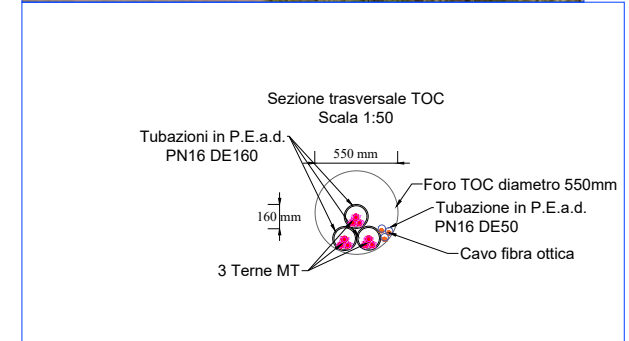 Sezione trasversale TOC
Scala 1:50
Tubazioni in P.E.a.d.
PN16 DE160
550 mm
Foro TOC diametro 550mm
160 mm
Tubazione in P.E.a.d.
PN16 DE50
Cavo fibra ottica
3 Terne MT